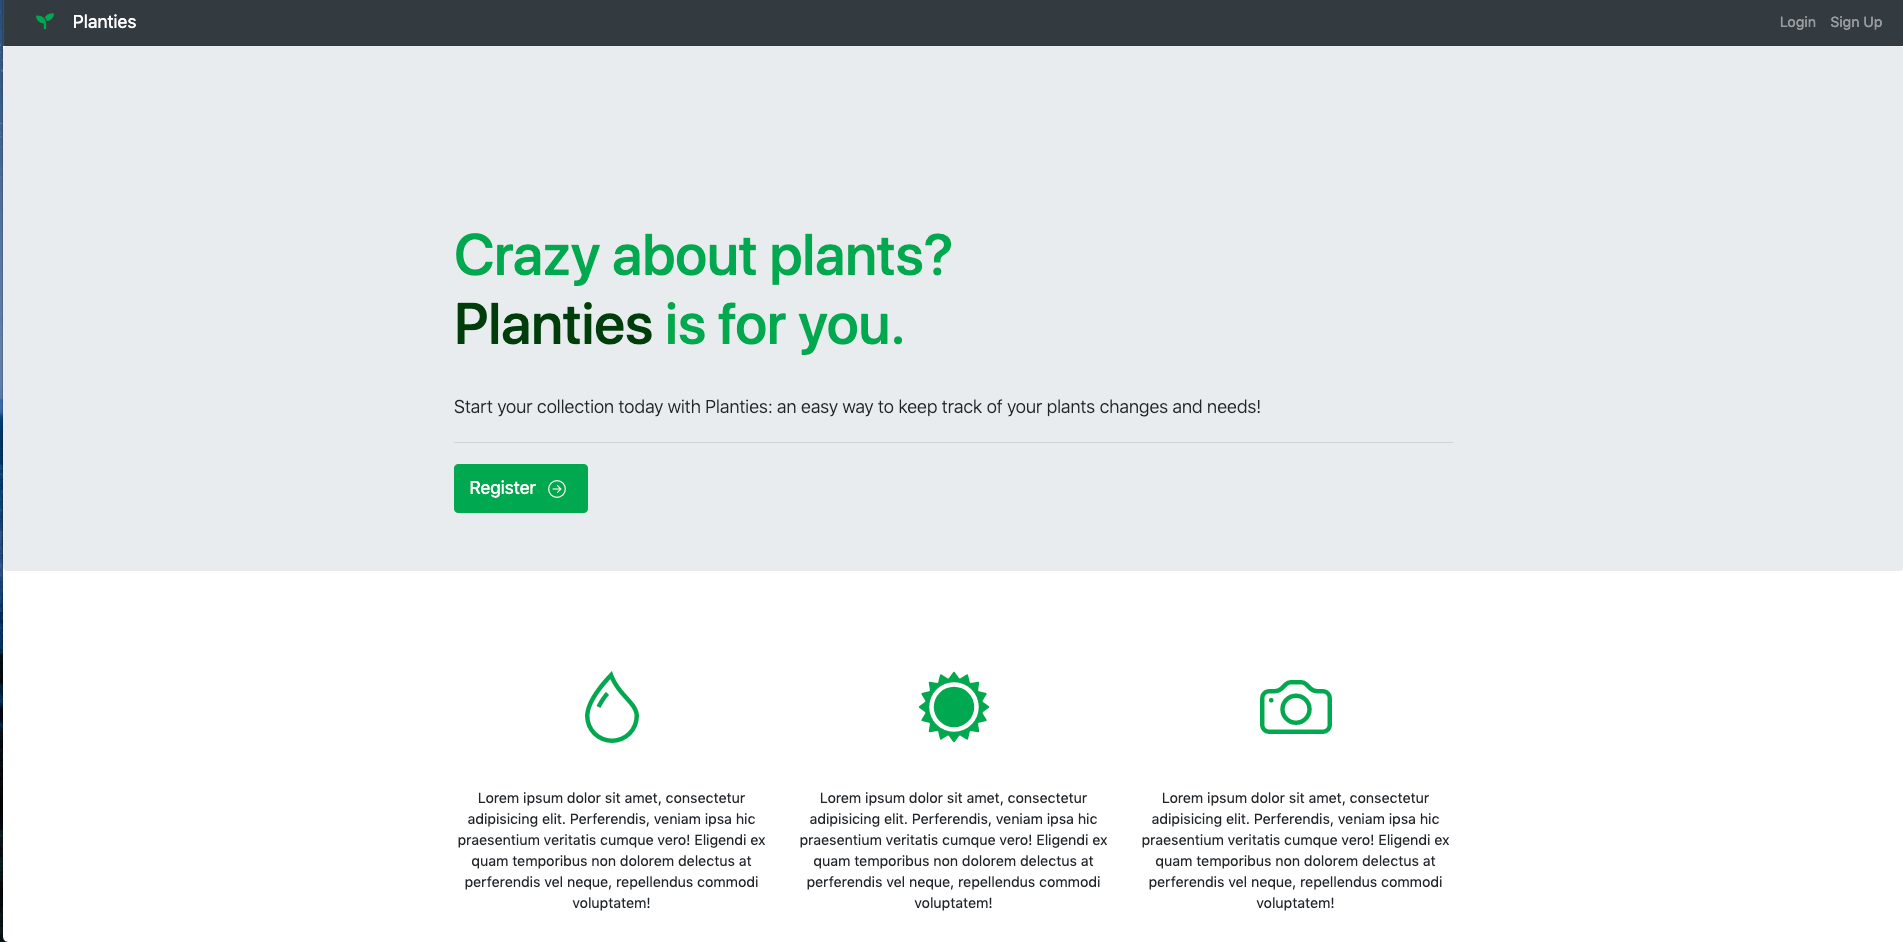 Planties
Login Sign Up
Crazy about plants?
Planties is for you.
Start your collection today with Planties: an easy way to keep track of your plants changes and needs!
Register
Lorem ipsum dolor sit amet, consectetur
adipisicing elit. Perferendis, veniam ipsa hic
praesentium veritatis cumque vero! Eligendi ex
quam temporibus non dolorem delectus at
perferendis vel neque, repellendus commodi
voluptatem!
Lorem ipsum dolor sit amet, consectetur
adipisicing elit. Perferendis, veniam ipsa hic
praesentium veritatis cumque vero! Eligendi ex
quam temporibus non dolorem delectus at
perferendis vel neque, repellendus commodi
voluptatem!
Lorem ipsum dolor sit amet, consectetur
adipisicing elit. Perferendis, veniam ipsa hic
praesentium veritatis cumque vero! Eligendi ex
quam temporibus non dolorem delectus at
perferendis vel neque, repellendus commodi
voluptatem!